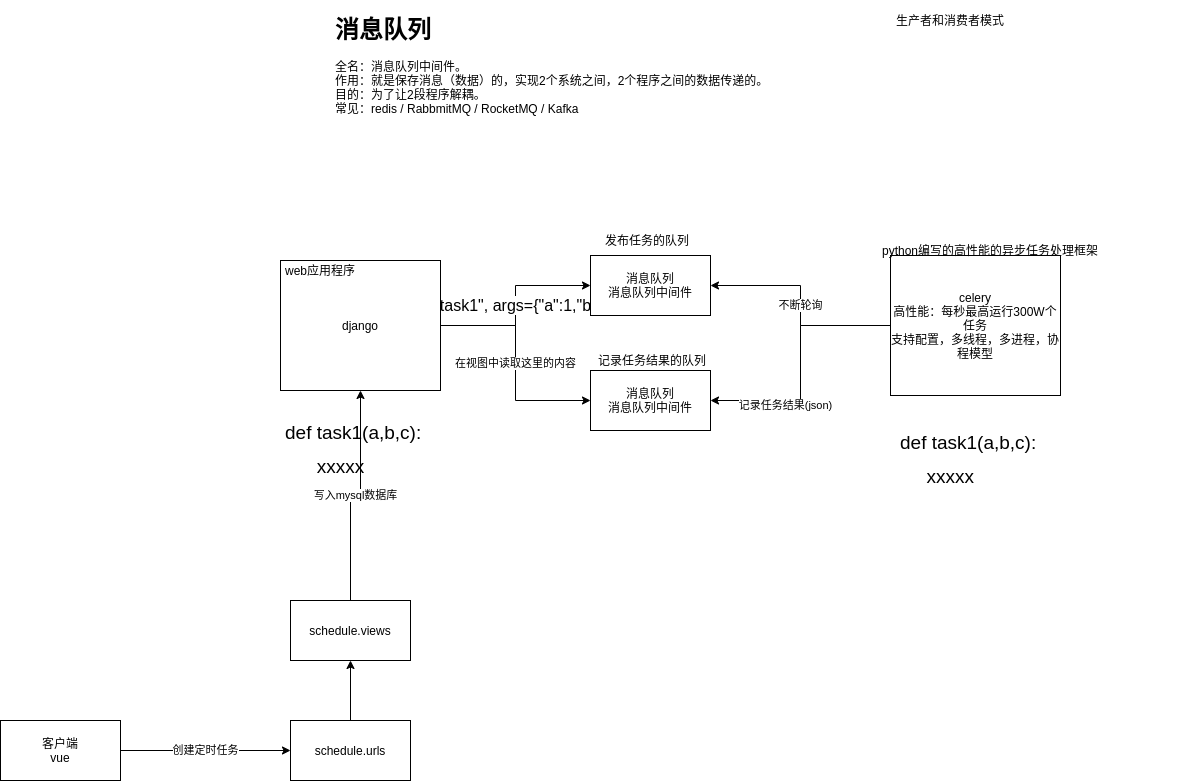 消息队列
生产者和消费者模式
全名：消息队列中间件。
作用：就是保存消息（数据）的，实现2个系统之间，2个程序之间的数据传递的。
目的：为了让2段程序解耦。
常见：redis / RabbmitMQ / RocketMQ / Kafka
发布任务的队列
python编写的高性能的异步任务处理框架
web应用程序
消息队列
消息队列中间件
django
task1", args={"a":1,"b
不断轮询
celery
高性能：每秒最高运行300W个
任务
支持配置，多线程，多进程，协
程模型
在视图中读取这里的内容
记录任务结果的队列
消息队列
消息队列中间件
记录任务结果(json)
def task1(a,b,c):
xxxxx
def task1(a,b,c):
xxxxx
写入mysql数据库
schedule.views
客户端
vue
创建定时任务
schedule.urls